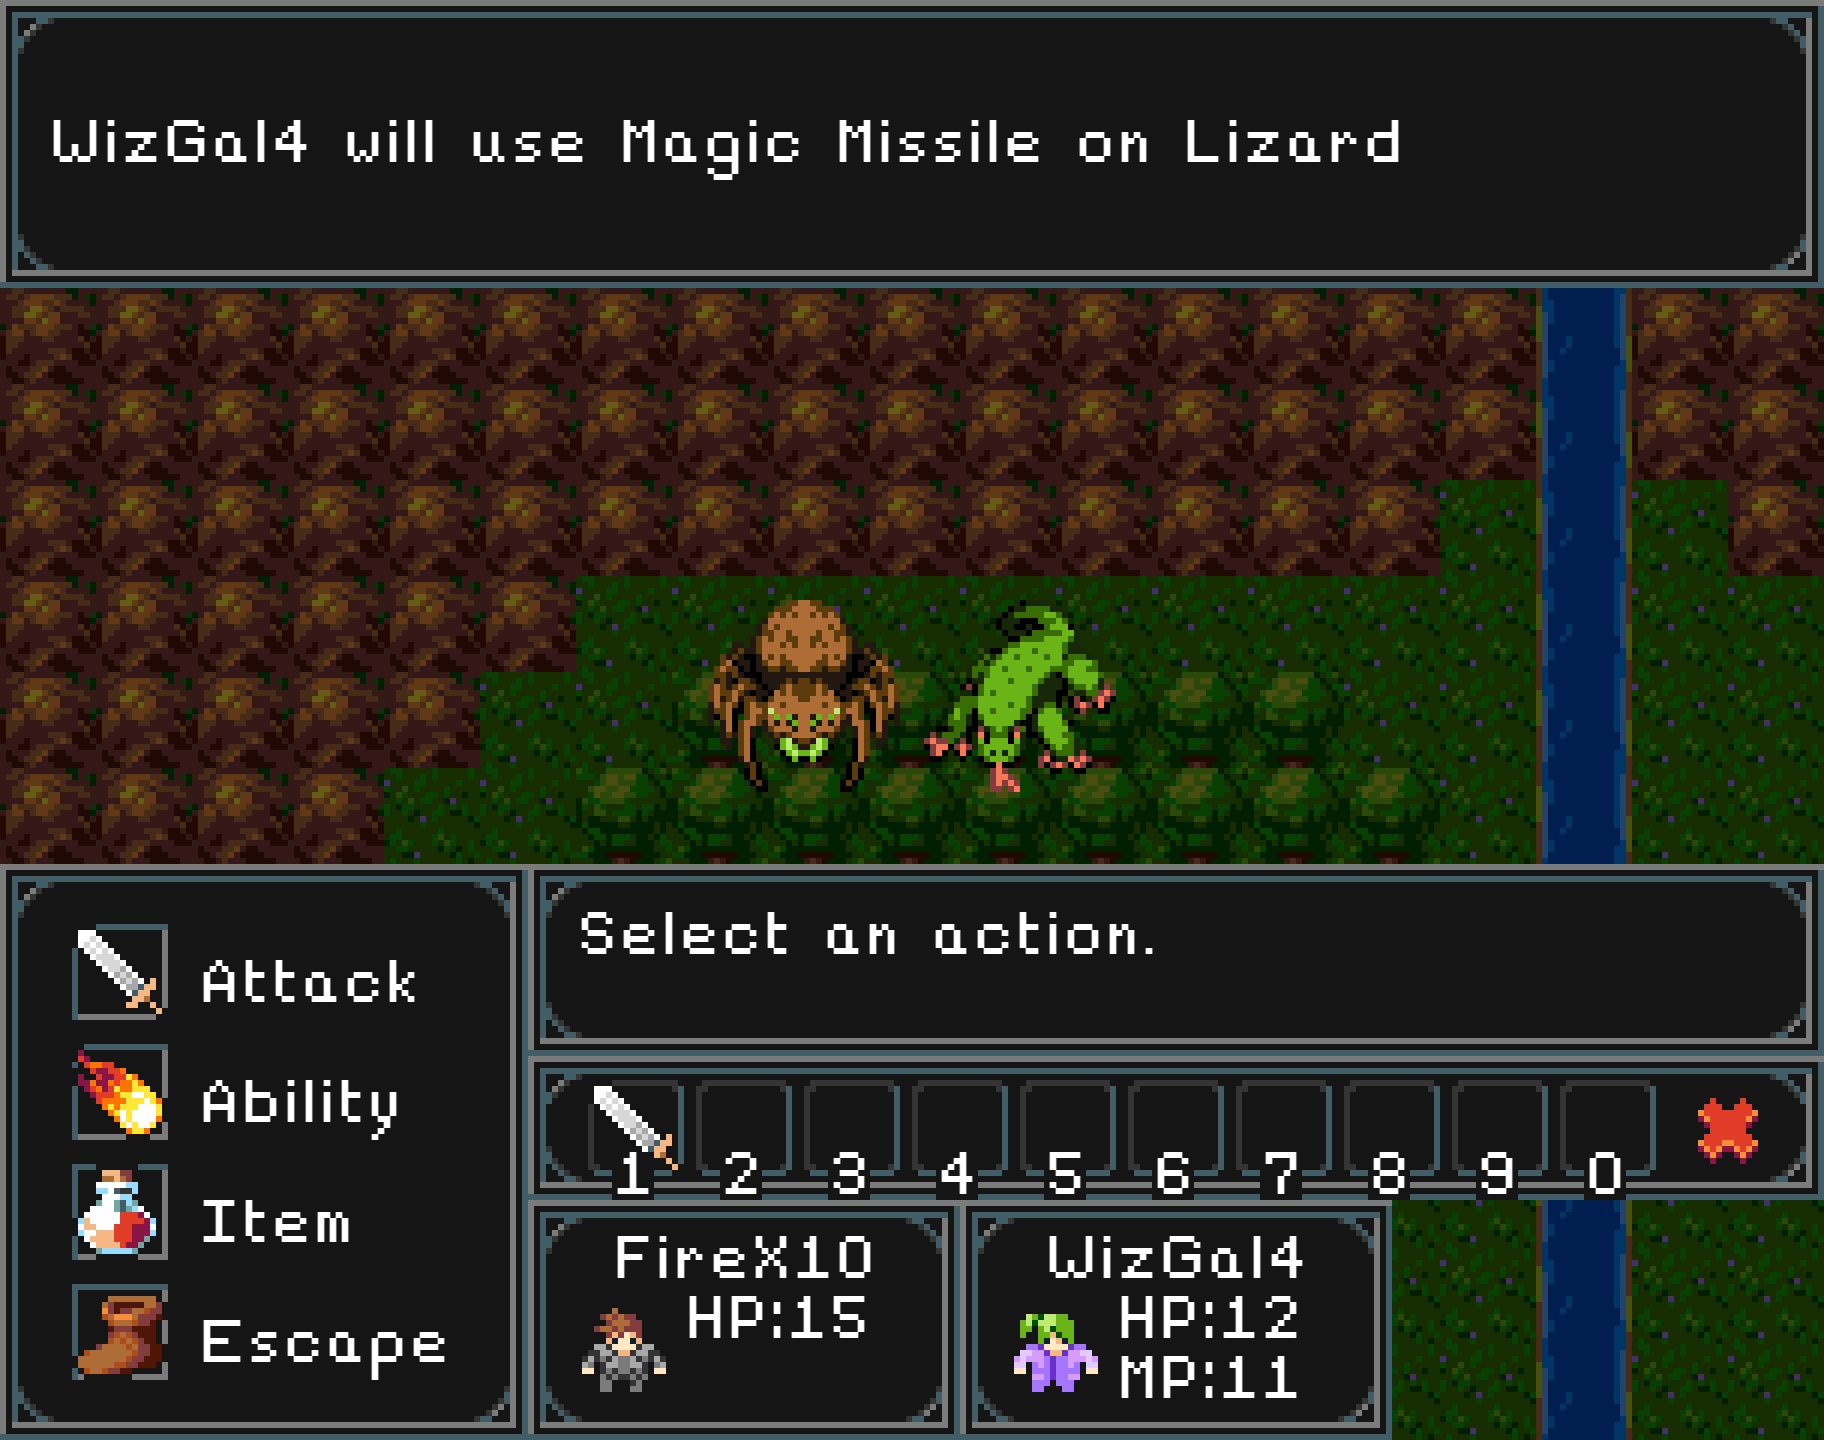 WizGal4 will use Magic Missile on Lizard
Select an action.
Attack
Ability
Item
Escape
1 2 3 4 5 6 7 8 9 0
FireX10
HP:15
WizGal4
HP:12
MP:11